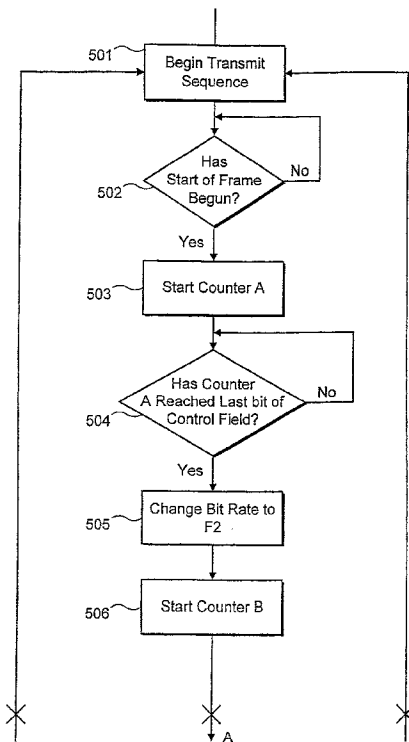 501
Begin Transmit
Sequence
Has
Start of Frame
Begun?
No
502
Yes
503
Start Counter A
Has Counter
A Reached Last bit of
Control Field?
No
504
Yes
505
Change Bit Rate to
F2
506
Start Counter B
A